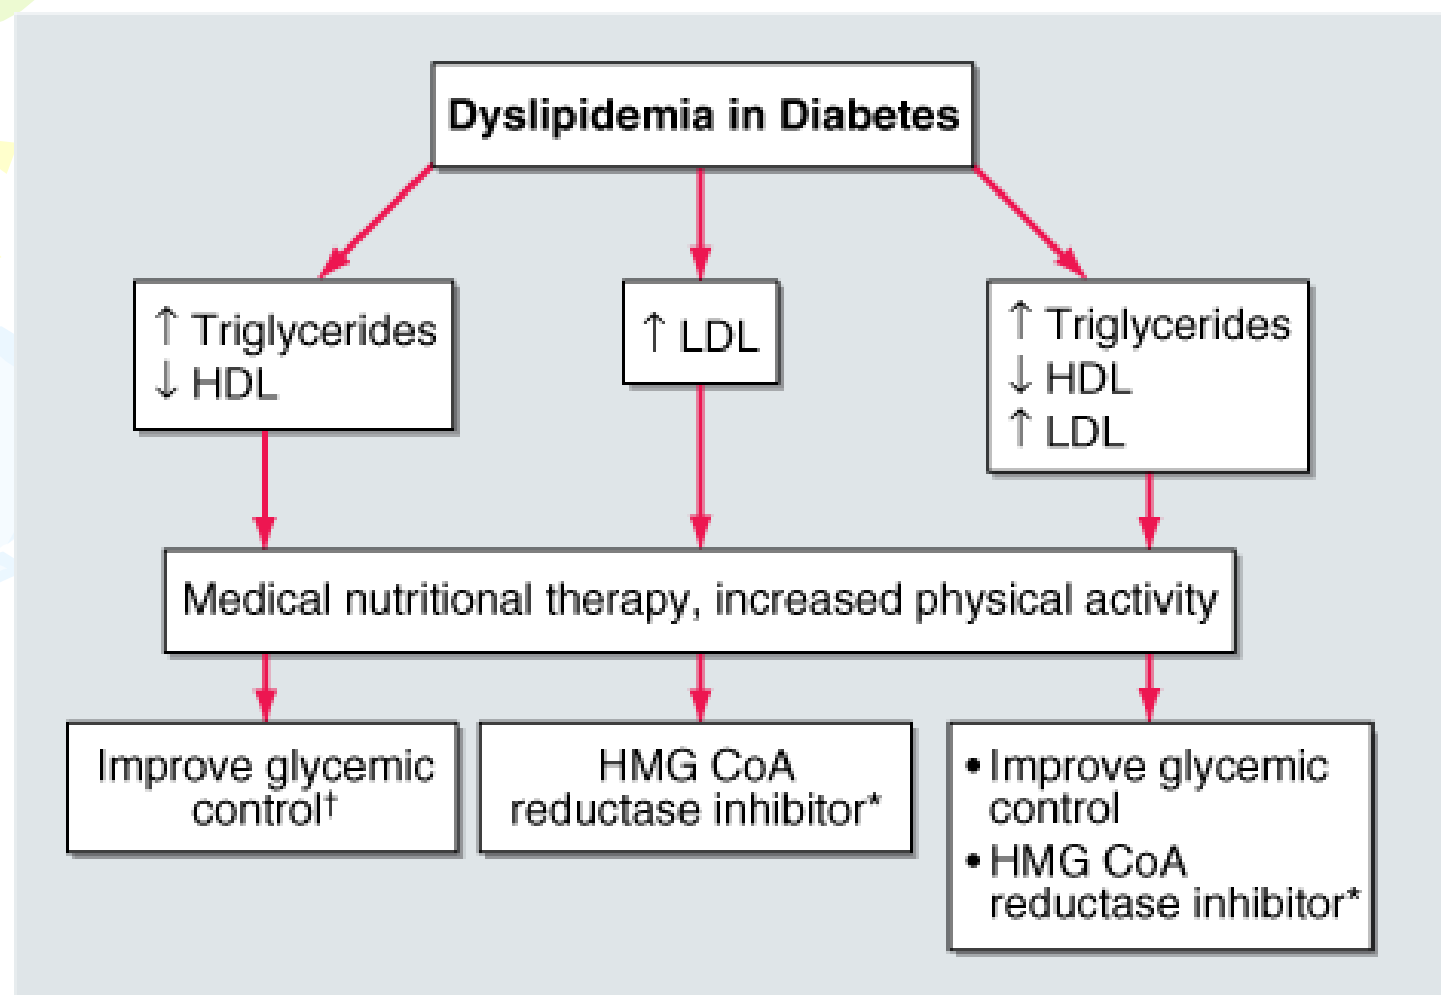 Dyslipidemia in Diabetes
↑ Triglycerides
↓ HDL
↑ LDL
↑ Triglycerides
↓ HDL
↑ LDL
Medical nutritional therapy, increased physical activity
Improve glycemic
control†
HMG CoA
reductase inhibitor*
• Improve glycemic
control
• HMG CoA
reductase inhibitor*